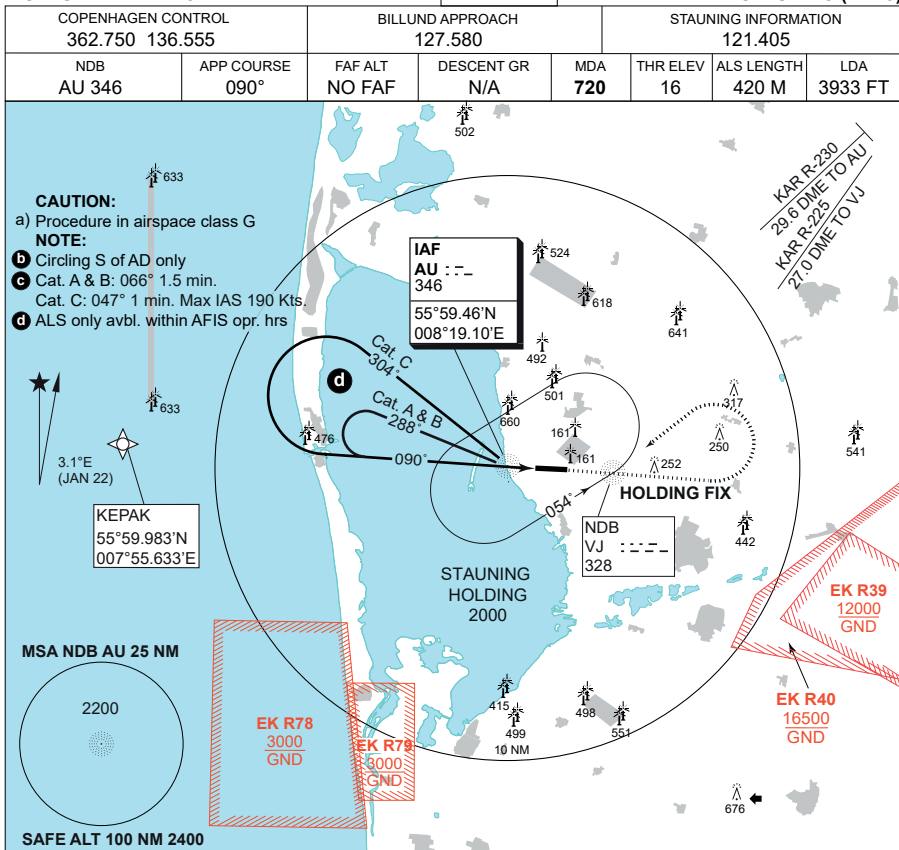 COPENHAGEN CONTROL
362.750 136.555
BILLUND APPROACH
127.580
STAUNING INFORMATION
121.405
NDB
AU 346
APP COURSE
090°
FAF ALT
NO FAF
DESCENT GR
N/A
MDA
720
THR ELEV
16
ALS LENGTH
420 M
LDA
3933 FT
502
633
CAUTION:
a) Procedure in airspace class G
NOTE:
b Circling S of AD only
c Cat. A & B: 066° 1.5 min.
Cat. C: 047° 1 min. Max IAS 190 Kts.
d ALS only avbl. within AFIS opr. hrs
KAR R-230
29.6 DME TO AU
KAR R-225
27.0 DME TO VJ
IAF
AU
346
55°59.46'N
008°19.10'E
524
618
641
492
501
660
Cat. C
304°
d
Cat. A & B
288°
090°
476
633
3.1°E
(JAN 22)
KEPAK
55°59.983'N
007°55.633'E
161
161
317
250
252
541
442
054°
HOLDING FIX
NDB
VJ
328
STAUNING
HOLDING
2000
EK R39
12000
GND
EK R40
16500
GND
MSA NDB AU 25 NM
2200
SAFE ALT 100 NM 2400
EK R78
3000
GND
EK R79
3000
GND
415
499
10 NM
498
551
676